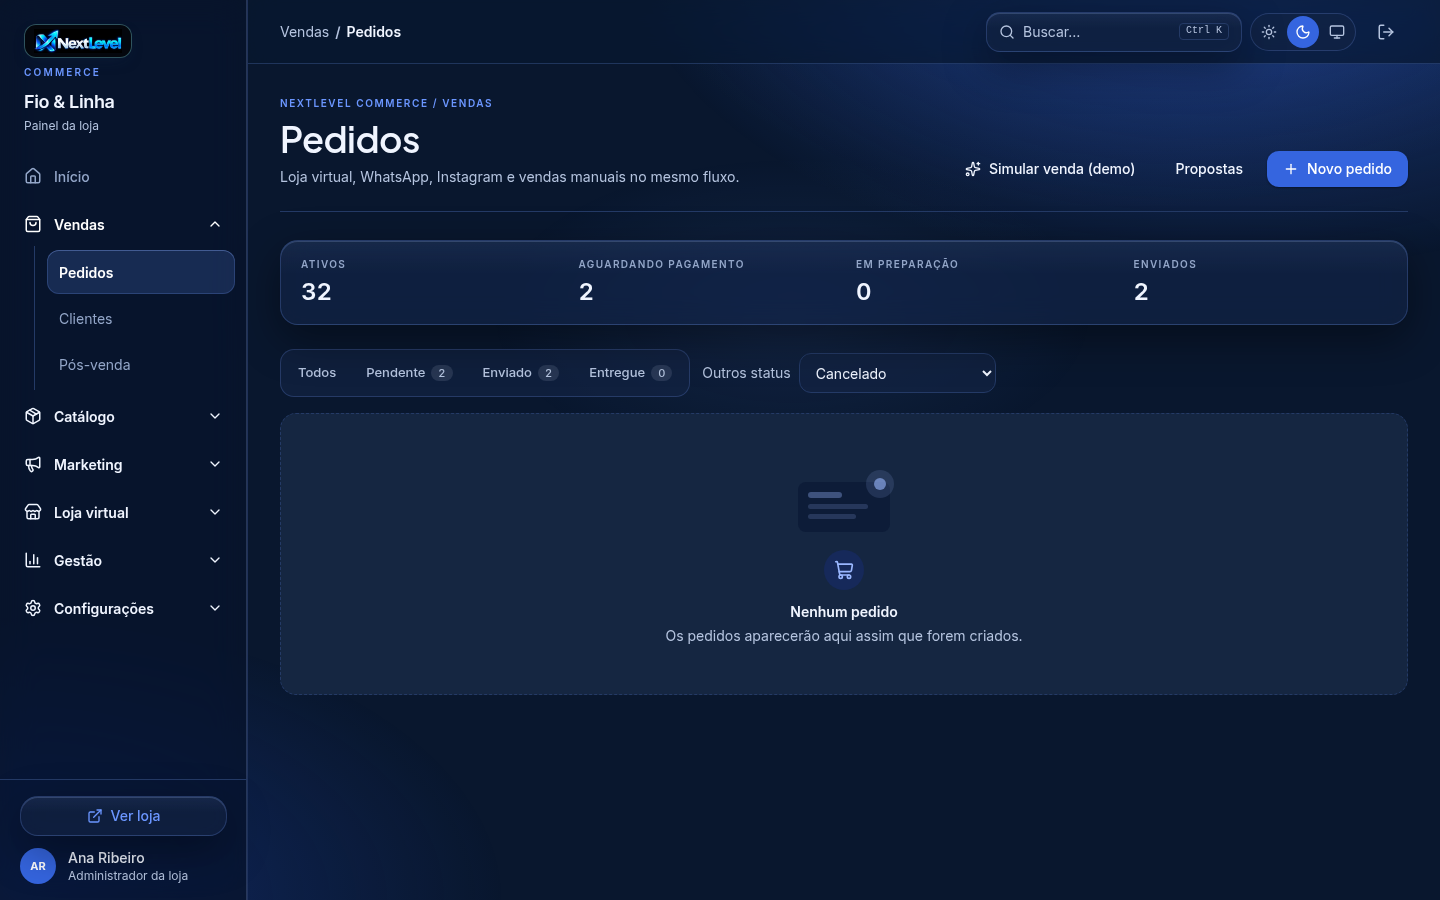 NextLevel
COMMERCE
Fio & Linha
Painel da loja
Início
Vendas
Pedidos
Clientes
Pós-venda
Catálogo
Marketing
Loja virtual
Gestão
Configurações
Ver loja
AR
Ana Ribeiro
Administrador da loja
Vendas / Pedidos
Buscar... Ctrl K
NEXTLEVEL COMMERCE / VENDAS
Pedidos
Loja virtual, WhatsApp, Instagram e vendas manuais no mesmo fluxo.
Simular venda (demo) Propostas Novo pedido
ATIVOS AGUARDANDO PAGAMENTO EM PREPARAÇÃO ENVIADOS
32 2 0 2
Todos Pendente 2 Enviado 2 Entregue 0 Outros status Cancelado
Nenhum pedido
Os pedidos aparecerão aqui assim que forem criados.